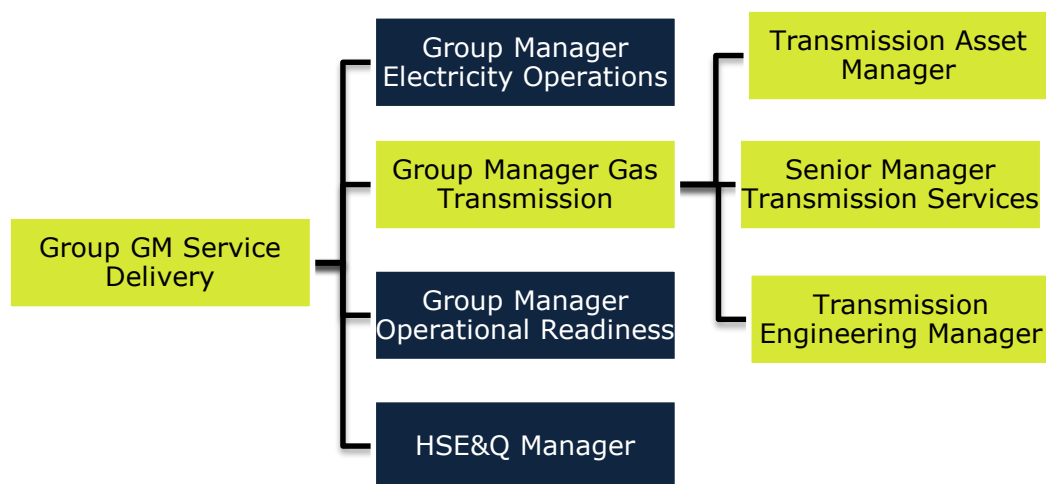 Group GM Service
Delivery
Group Manager
Electricity Operations
Group Manager Gas
Transmission
Group Manager
Operational Readiness
HSE&Q Manager
Transmission Asset
Manager
Senior Manager
Transmission Services
Transmission
Engineering Manager